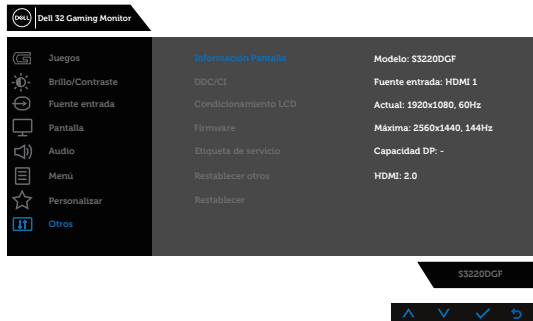 DELL
Dell 32 Gaming Monitor
Juegos
Brillo/Contraste
Fuente entrada
Pantalla
Audio
Menú
Personalizar
Otros
Información Pantalla
DDC/CI
Condicionamiento LCD
Firmware
Etiqueta de servicio
Restablecer otros
Restablecer
Modelo: S3220DGF
Fuente entrada: HDMI 1
Actual: 1920x1080, 60Hz
Máxima: 2560x1440, 144Hz
Capacidad DP: -
HDMI: 2.0
S3220DGF